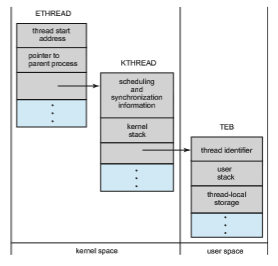 ETHREAD
thread start
address
pointer to
parent process
KTHREAD
scheduling
and
synchronization
information
kernel
stack
TEB
thread identifier
user
stack
thread-local
storage
kernel space
user space